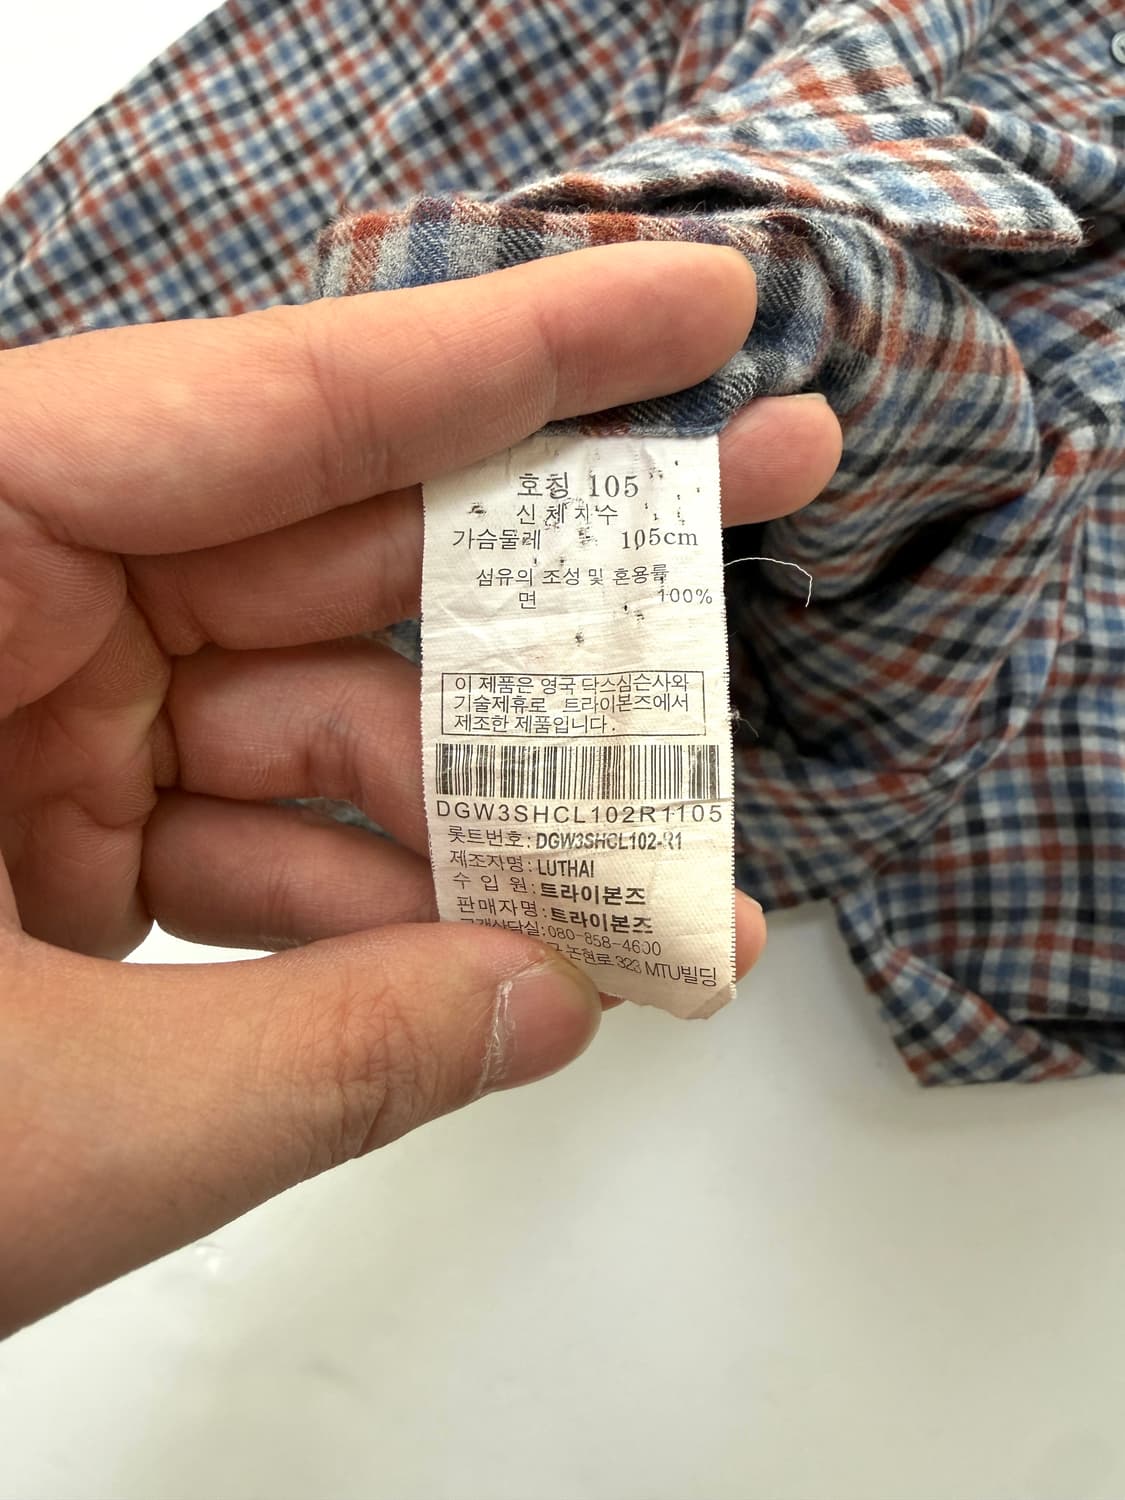 호칭 105
신체치수
가슴둘레 105cm
섬유의 조성 및 혼용률
면 100%
이 제품은 영국 닥스심슨사와
기술제휴로 트라이본즈에서
제조한 제품입니다.
DGW3SHCL102R1105
롯트번호: DGW3SHCL102-R1
제조자명: LUTHAI
수 입 원: 트라이본즈
판매자명: 트라이본즈
고객상담실: 080-858-4600
논현로 323 MTU빌딩